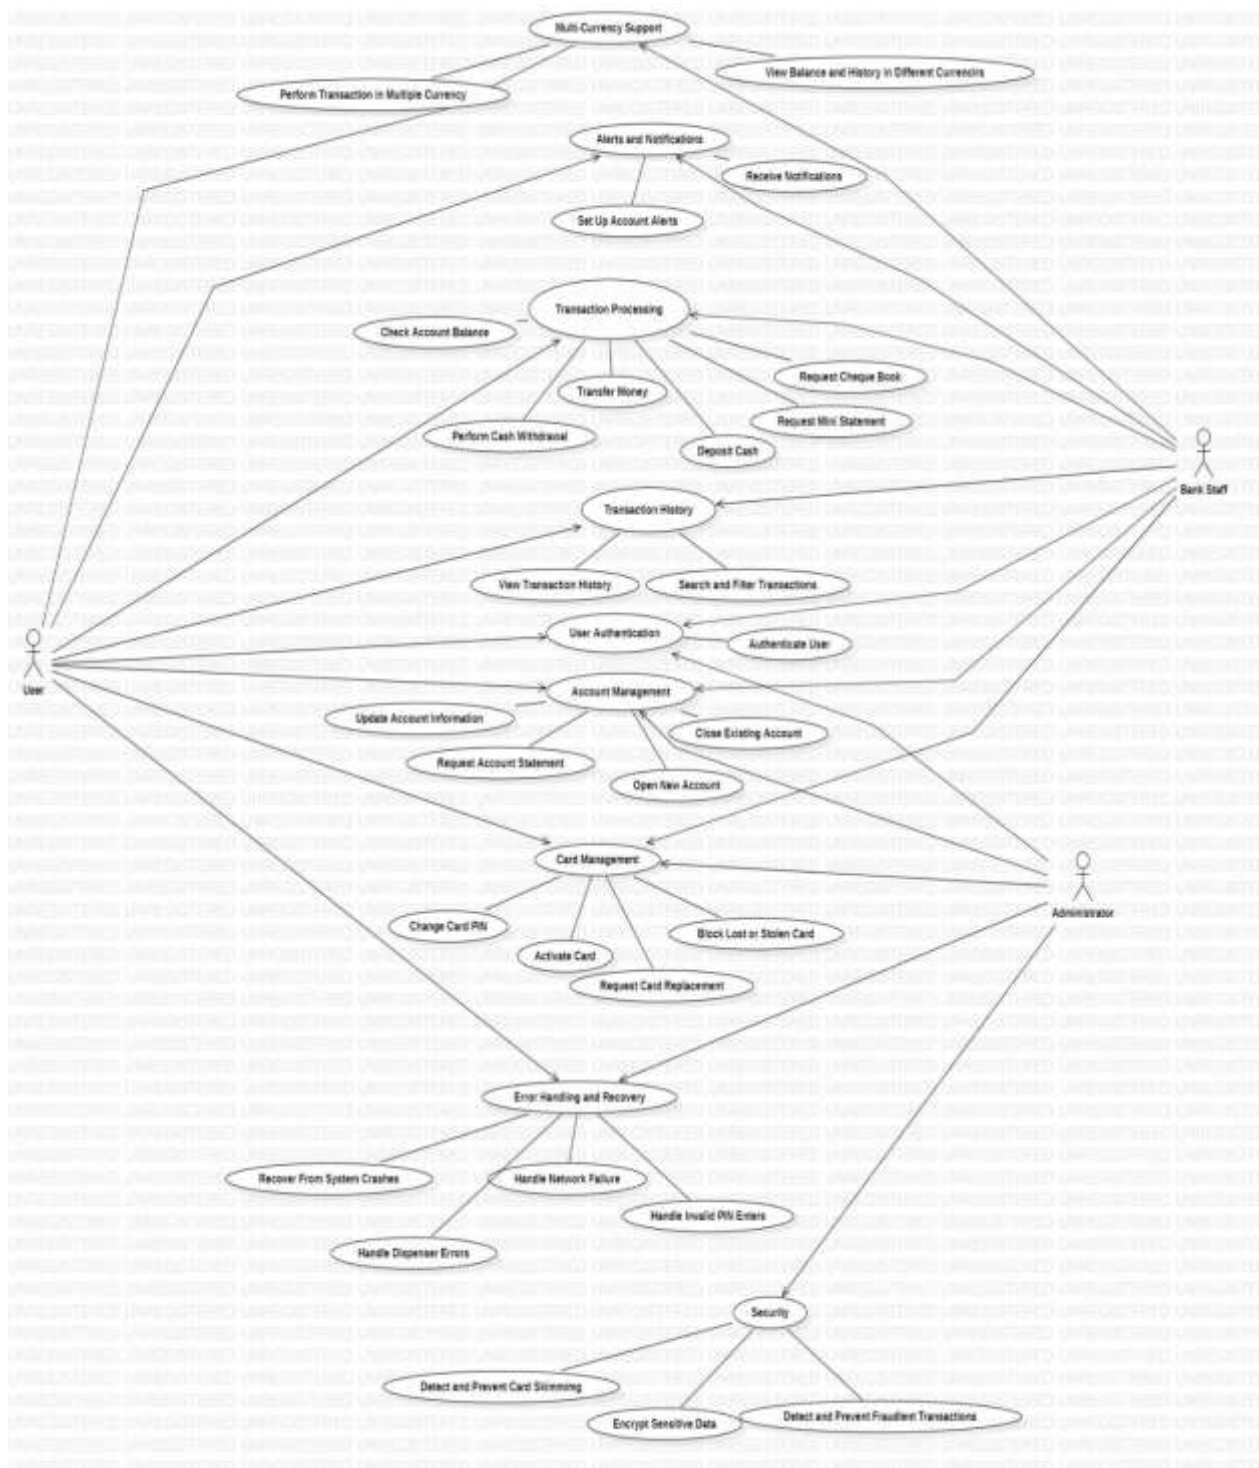 Multi-Currency Support
View Balance and History in Different Currencirs
Perform Transaction in Multiple Currency
Alerts and Notifications
Receive Notifications
Set Up Account Alerts
Transaction Processing
Check Account Balance
Request Cheque Book
Transfer Money
Request Mini Statement
Perform Cash Withdrawal
Deposit Cash
Bank Staff
Transaction History
View Transaction History
Search and Filter Transactions
User Authentication
Authenticate User
User
Account Management
Update Account Information
Close Existing Account
Request Account Statement
Open New Account
Card Management
Administrator
Change Card PIN
Block Lost or Stolen Card
Activate Card
Request Card Replacement
Error Handling and Recovery
Recover From System Crashes
Handle Network Failure
Handle Invalid PIN Enters
Handle Dispenser Errors
Security
Detect and Prevent Card Skimming
Encrypt Sensitive Data
Detect and Prevent Fraudlent Transactions